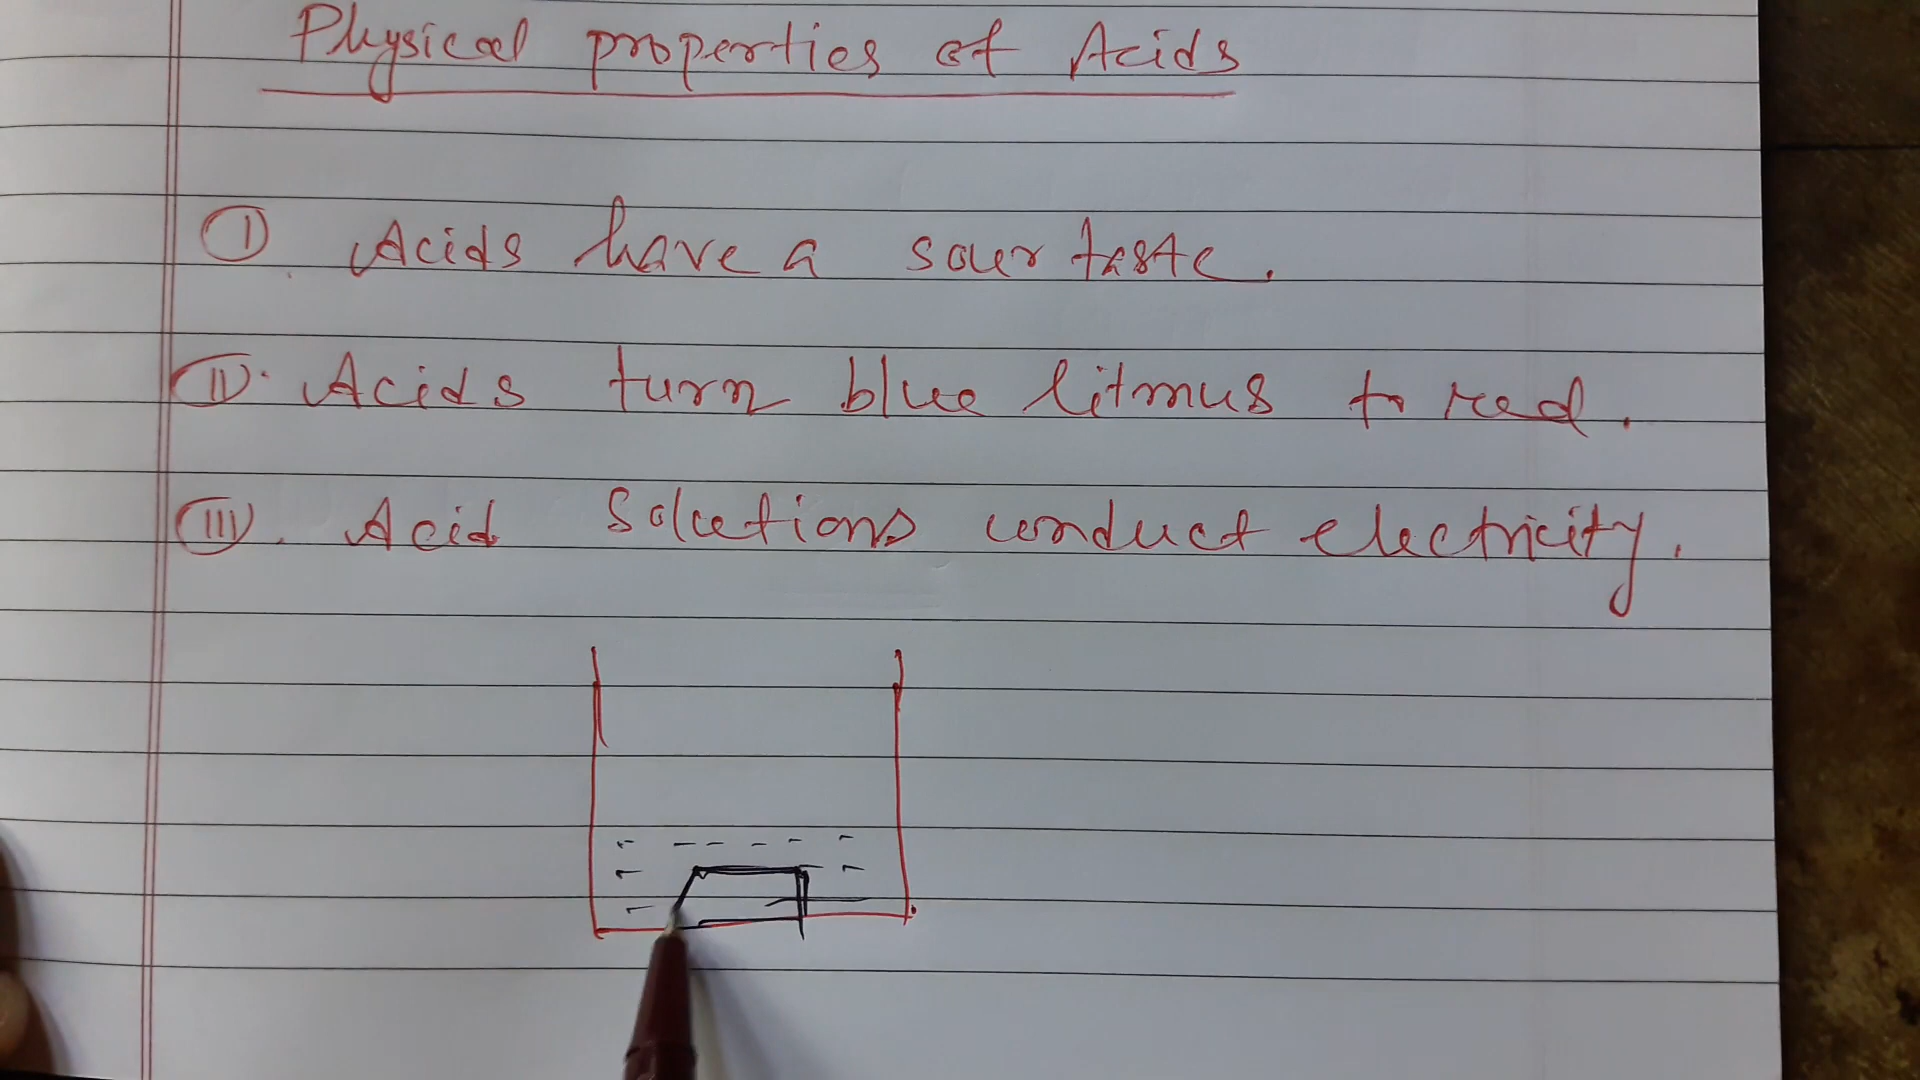 Physical properties of Acids
I Acids have a sour taste.
II. Acids turn blue litmus to red.
III. Acid Solutions conduct electricity.